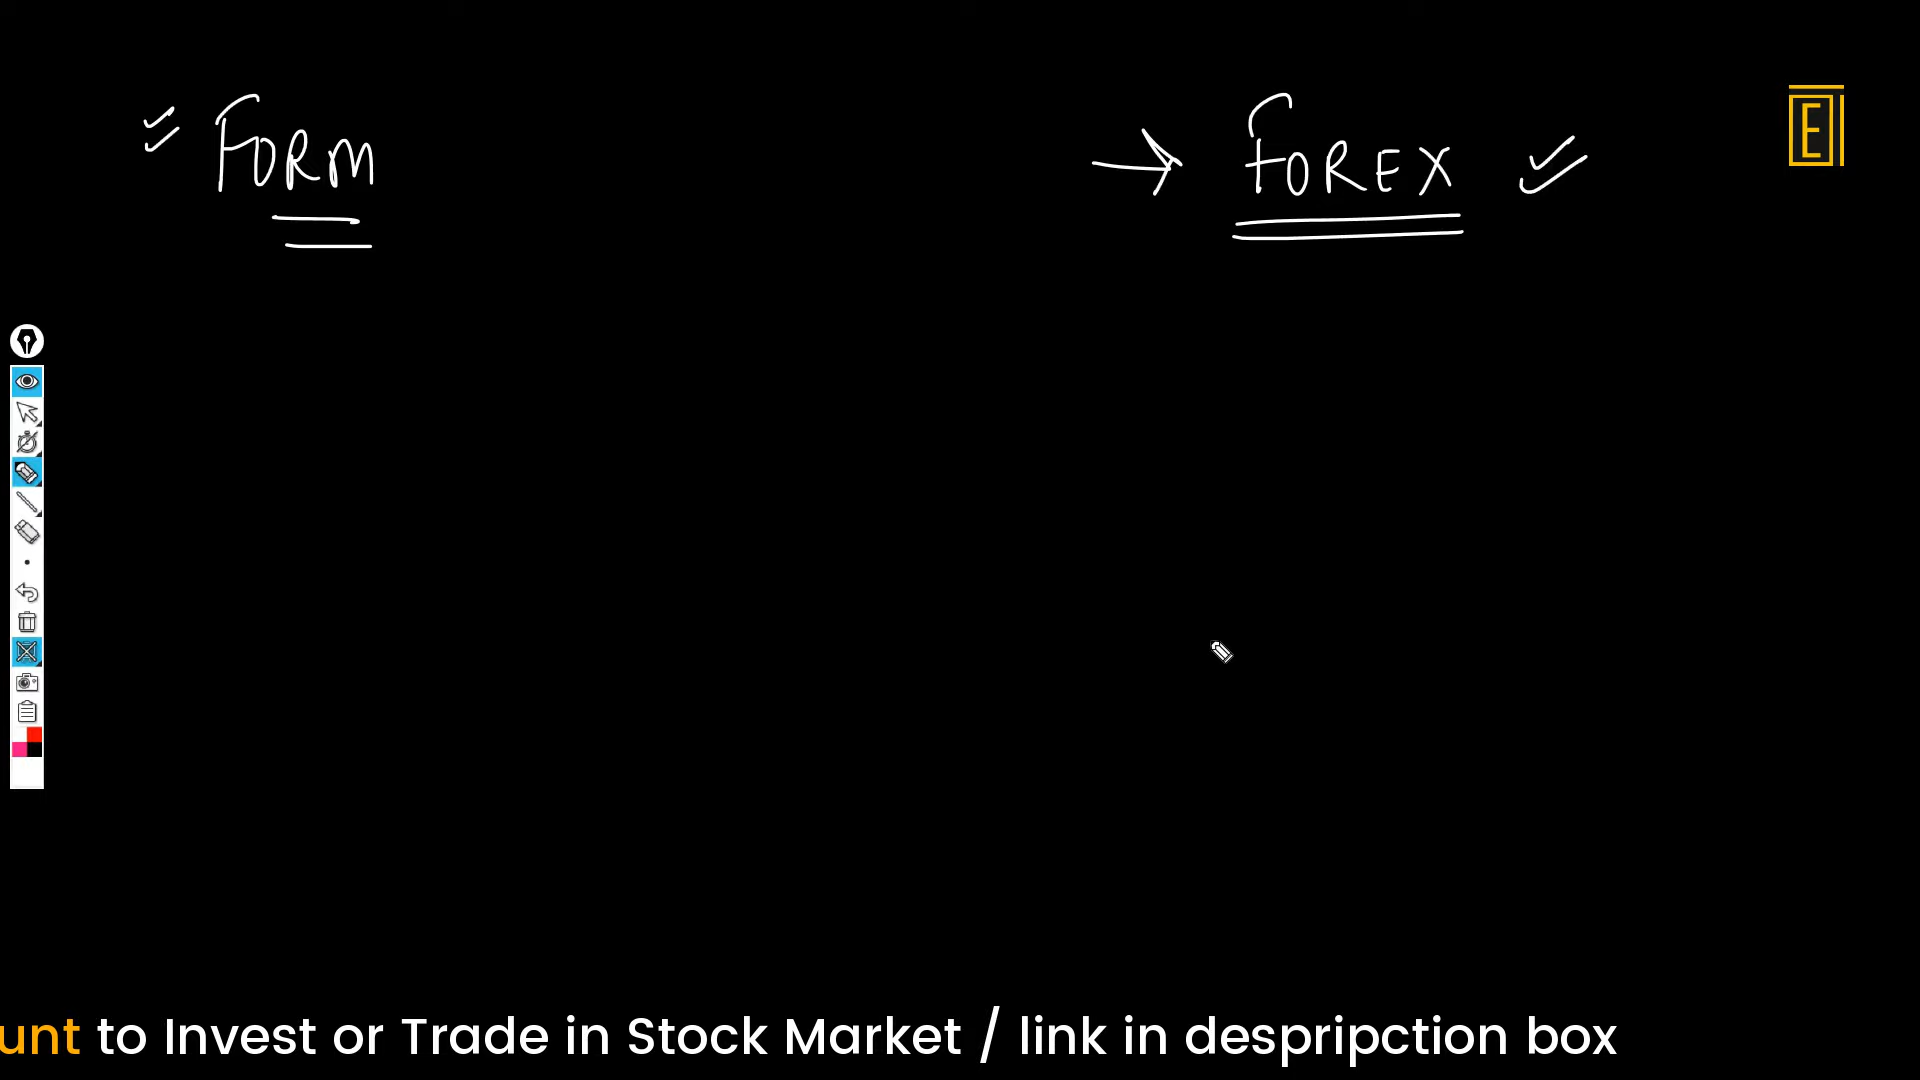 FORM → FOREX
E
unt to Invest or Trade in Stock Market / link in despripction box